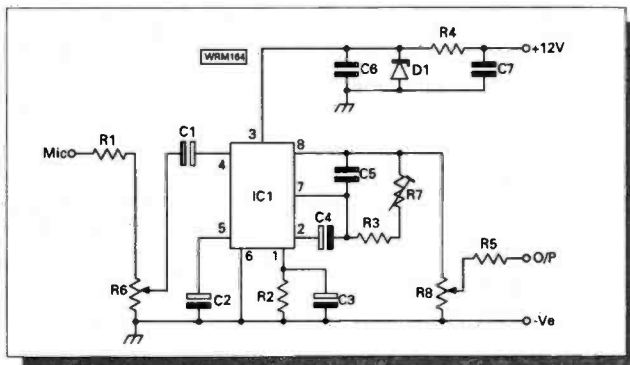 WRM164
R4
+12V
C6
D1
C7
3
Mic
R1
C1
4
8
C5
R7
IC1
7
C4
R3
5
2
6
1
R5
O/P
R6
C2
R2
C3
R8
-Ve